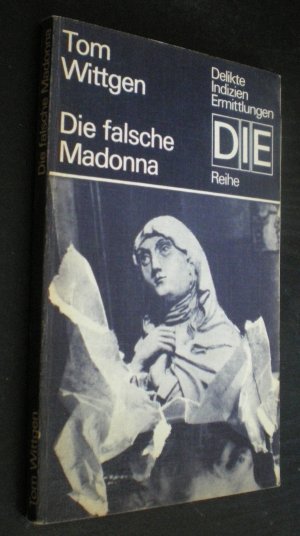 Tom
Wittgen
Die falsche
Madonna
Delikte
Indizien
Ermittlungen
DIE
Reihe
Die falsche Madonna
Tom Wittgen